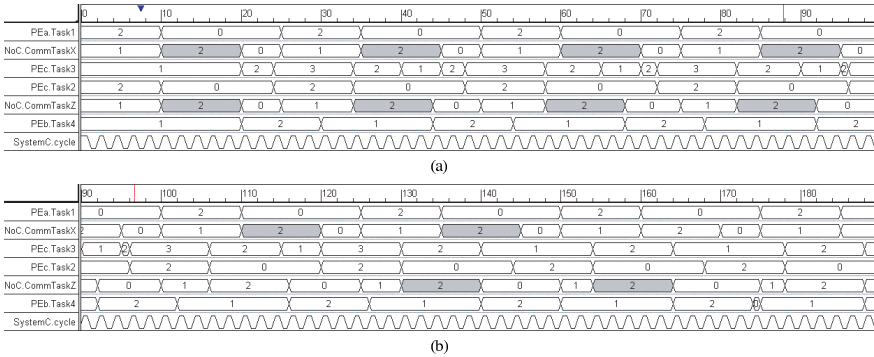 0 10 20 30 40 50 60 70 80 90
PEa.Task1 2 0 2 0 2 0 2 0 2 0
NoC.CommTaskX 1 2 0 1 2 0 1 2 0 1 2 0
PEc.Task3 1 2 3 2 1 2 3 2 1 2 3 2 1 2
PEc.Task2 2 0 2 0 2 0 2 0
NoC.CommTaskZ 1 2 0 1 2 0 1 2 0 1 2 0
PEb.Task4 1 2 1 2 1 2 1 2
SystemC.cycle
(a)
90 100 110 120 130 140 150 160 170 180
PEa.Task1 0 2 0 2 0 2 0 2
NoC.CommTaskX 2 0 1 2 0 1 2 0 1 2 0 1
PEc.Task3 1 2 3 2 1 3 2 1 2 1 2
PEc.Task2 2 0 2 0 2 0 2 0
NoC.CommTaskZ 0 1 2 0 1 2 0 1 2 0 1 2
PEb.Task4 2 1 2 1 2 1 2 0 1
SystemC.cycle
(b)